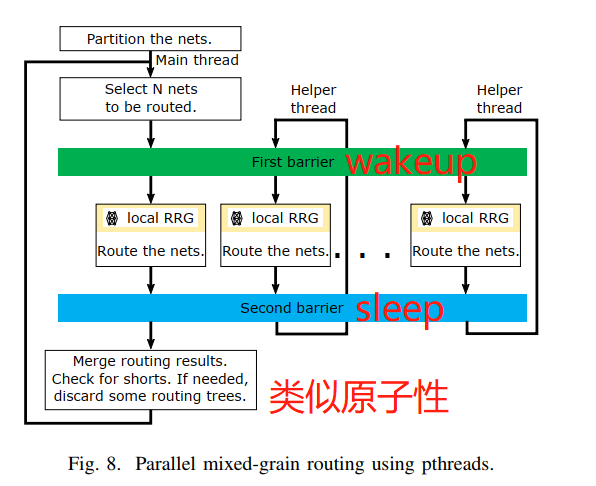 Partition the nets.
Main thread
Select N nets
to be routed.
Helper
thread
Helper
thread
First barrier
wakeup
local RRG
Route the nets.
local RRG
Route the nets.
. . .
local RRG
Route the nets.
Second barrier
sleep
Merge routing results.
Check for shorts. If needed,
discard some routing trees.
类似原子性
Fig. 8. Parallel mixed-grain routing using pthreads.